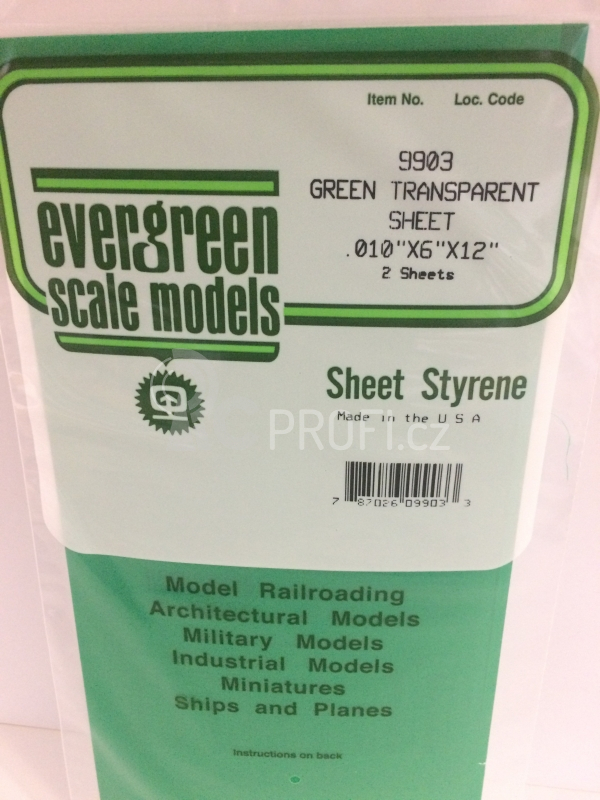 Item No. Loc. Code
9903
GREEN TRANSPARENT
SHEET
.010"X6"X12"
2 Sheets
evergreen
scale models
Sheet Styrene
Made in the U S A
PROFI.cz
7 87026 09903 3
Model Railroading
Architectural Models
Military Models
Industrial Models
Miniatures
Ships and Planes
Instructions on back